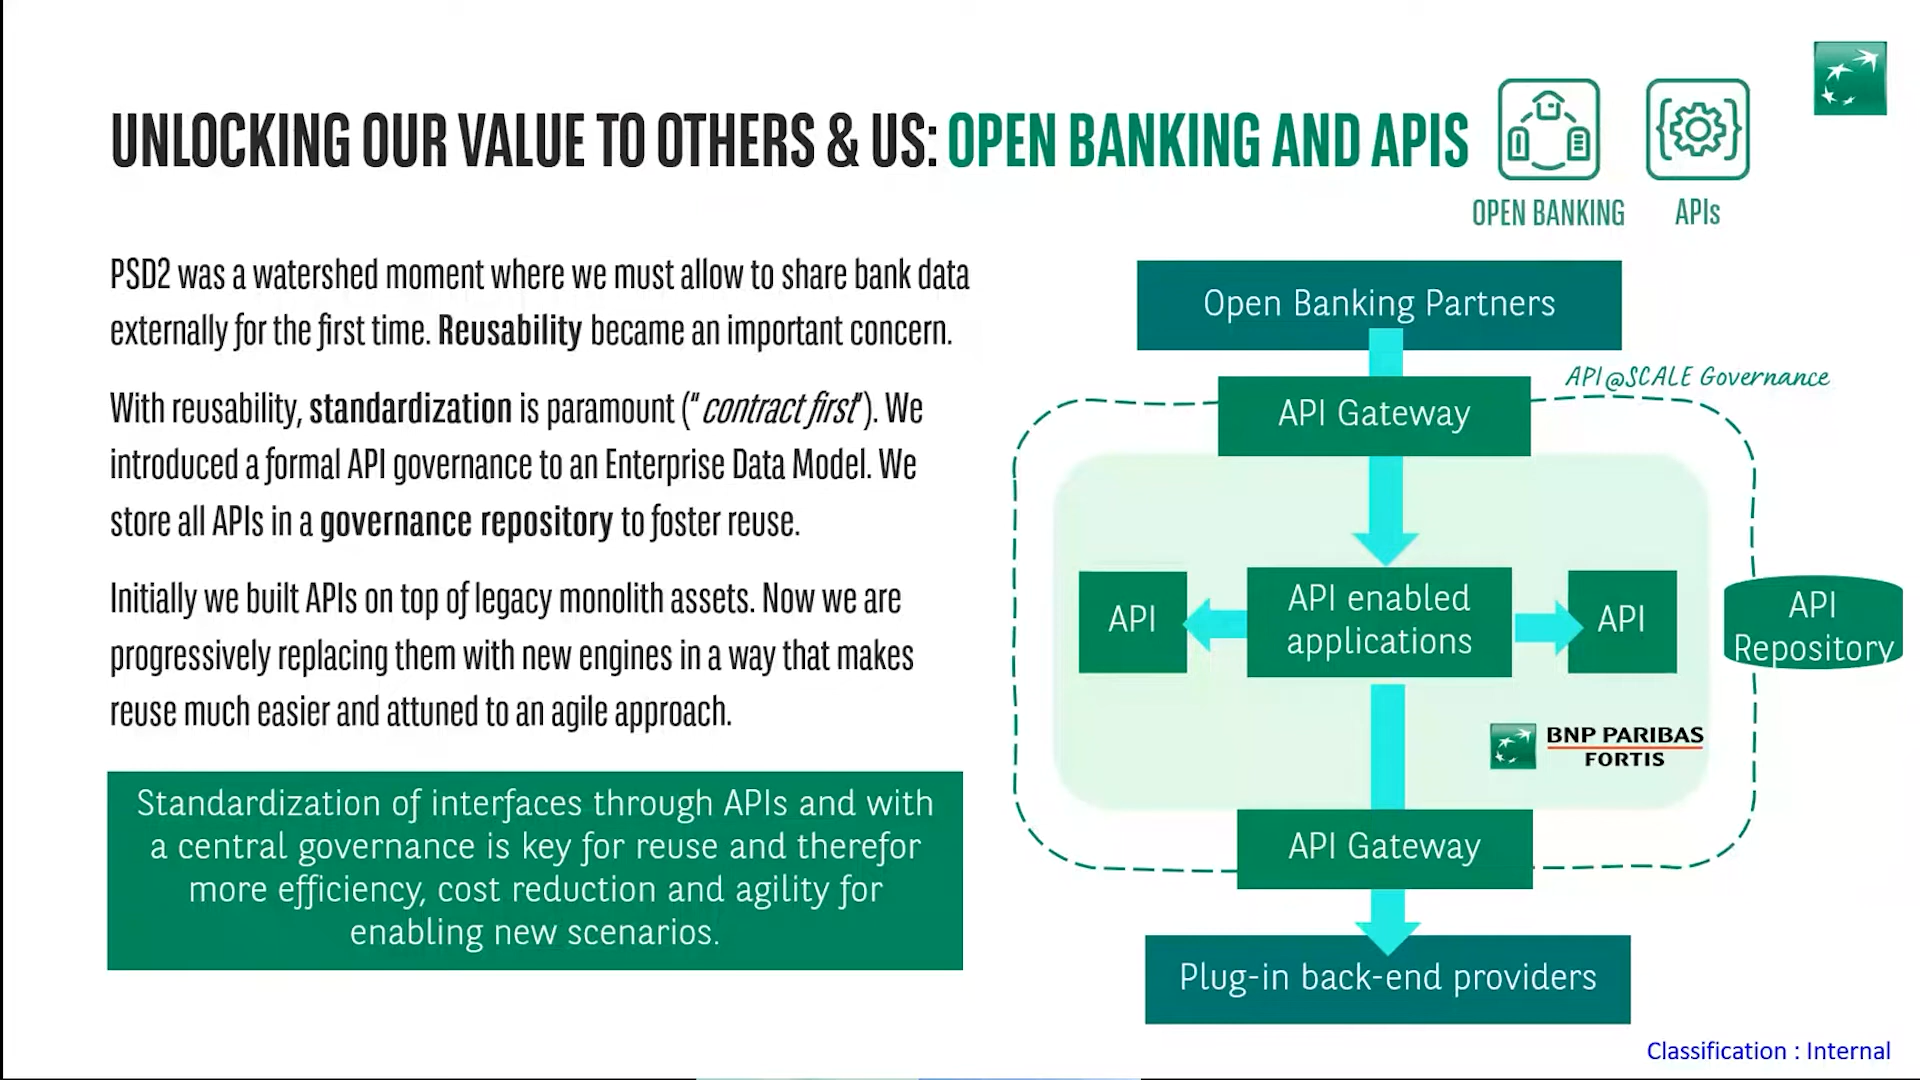 UNLOCKING OUR VALUE TO OTHERS & US: OPEN BANKING AND APIS
OPEN BANKING
APIs
PSD2 was a watershed moment where we must allow to share bank data
externally for the first time. Reusability became an important concern.
With reusability, standardization is paramount (“contract first”). We
introduced a formal API governance to an Enterprise Data Model. We
store all APIs in a governance repository to foster reuse.
Initially we built APIs on top of legacy monolith assets. Now we are
progressively replacing them with new engines in a way that makes
reuse much easier and attuned to an agile approach.
Standardization of interfaces through APIs and with
a central governance is key for reuse and therefor
more efficiency, cost reduction and agility for
enabling new scenarios.
Open Banking Partners
API@SCALE Governance
API Gateway
API
API enabled
applications
API
API
Repository
BNP PARIBAS
FORTIS
API Gateway
Plug-in back-end providers
Classification : Internal